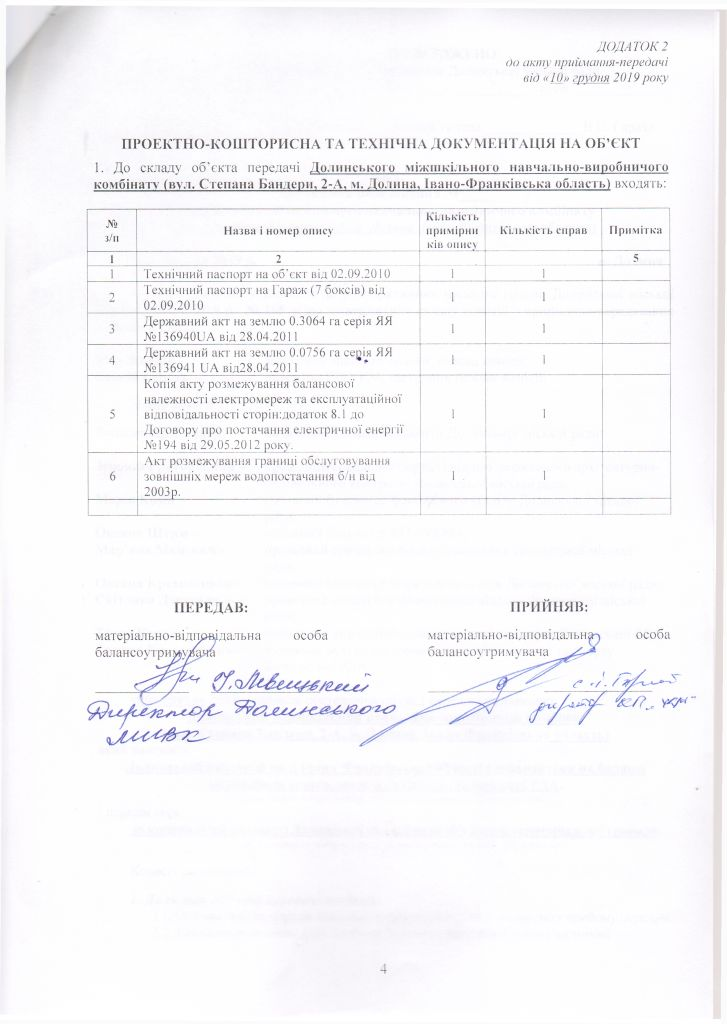 ДОДАТОК 2
до акту приймання-передачі
від «10» грудня 2019 року
ПРОЕКТНО-КОШТОРИСНА ТА ТЕХНІЧНА ДОКУМЕНТАЦІЯ НА ОБ'ЄКТ
1. До складу об'єкта передачі Долинського міжшкільного навчально-виробничого
комбінату (вул. Степана Бандери, 2-А, м. Долина, Івано-Франківська область) входять:
№ з/п Назва і номер опису Кількість примірни ків опису Кількість справ Примітка
1 2 5
1 Технічний паспорт на об'єкт від 02.09.2010 1 1
2 Технічний паспорт на Гараж (7 боксів) від
02.09.2010 1 1
3 Державний акт на землю 0.3064 га серія ЯЯ
№136940UA від 28.04.2011 1 1
4 Державний акт на землю 0.0756 га серія ЯЯ
№136941 UA від28.04.2011 1 1
5 Копія акту розмежування балансової
належності електромереж та експлуатаційної
відповідальності сторін:додаток 8.1 до
Договору про постачання електричної енергії
№194 від 29.05.2012 року. 1 1
6 Акт розмежування границі обслуговування
зовнішніх мереж водопостачання б/н від
2003р. 1 1
ПЕРЕДАВ:
матеріально-відповідальна особа
балансоутримувача
Директор Долинського
МНВК
ПРИЙНЯВ:
матеріально-відповідальна особа
балансоутримувача
директор КП
4